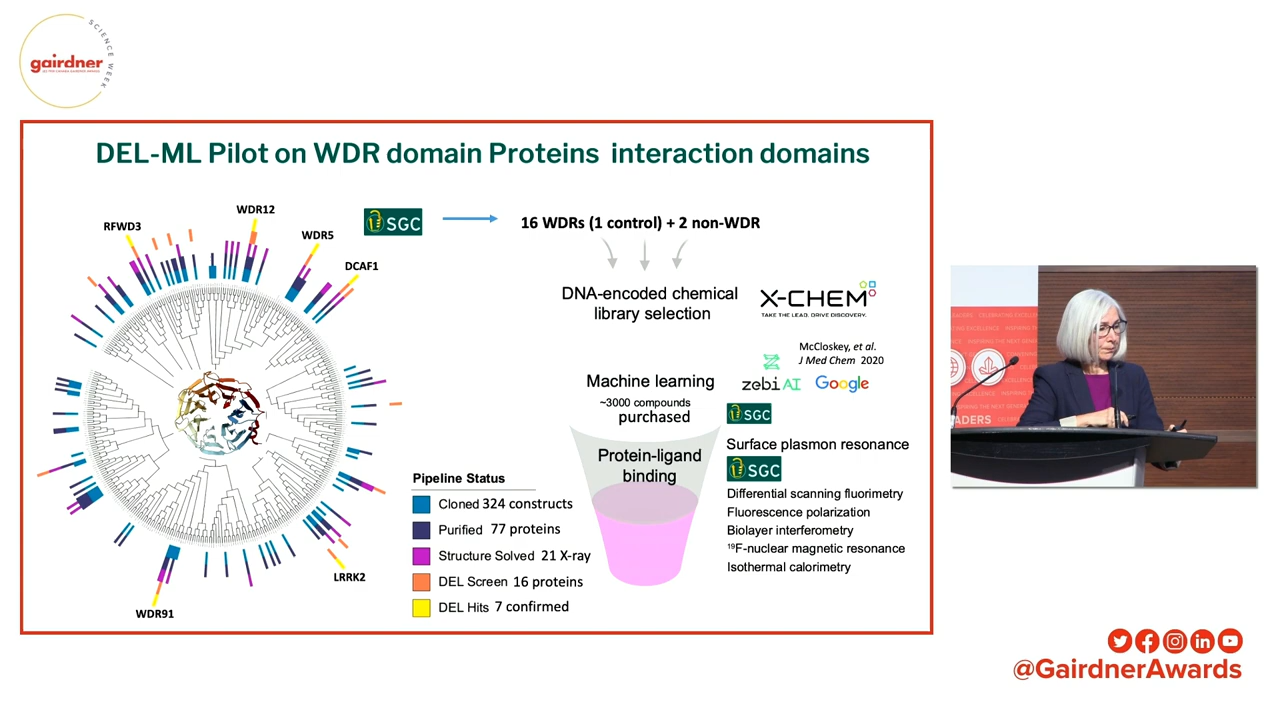 SCIENCE WEEK
gairdner
DEL-ML Pilot on WDR domain Proteins interaction domains
SGC
16 WDRs (1 control) + 2 non-WDR
RFWD3
WDR12
WDR5
DCAF1
LRRK2
WDR91
DNA-encoded chemical
library selection
X-CHEM
TAKE THE LEAD. DRIVE DISCOVERY.
McCloskey, et al.
J Med Chem 2020
Machine learning
zebiAI Google
~3000 compounds
purchased
SGC
Surface plasmon resonance
Protein-ligand
binding
SGC
Differential scanning fluorimetry
Fluorescence polarization
Biolayer interferometry
¹⁹F-nuclear magnetic resonance
Isothermal calorimetry
Pipeline Status
Cloned 324 constructs
Purified 77 proteins
Structure Solved 21 X-ray
DEL Screen 16 proteins
DEL Hits 7 confirmed
@GairdnerAwards